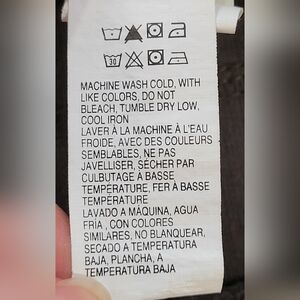 30
MACHINE WASH COLD, WITH
LIKE COLORS, DO NOT
BLEACH, TUMBLE DRY LOW,
COOL IRON
LAVER À LA MACHINE À L'EAU
FROIDE, AVEC DES COULEURS
SEMBLABLES, NE PAS
JAVELLISER, SÉCHER PAR
CULBUTAGE A BASSE
TEMPÉRATURE, FER À BASSE
TEMPÉRATURE
LAVADO A MÁQUINA, AGUA
FRIA , CON COLORES
SIMILARES, NO BLANQUEAR,
SECADO A TEMPERATURA
BAJA, PLANCHA, A
TEMPERATURA BAJA